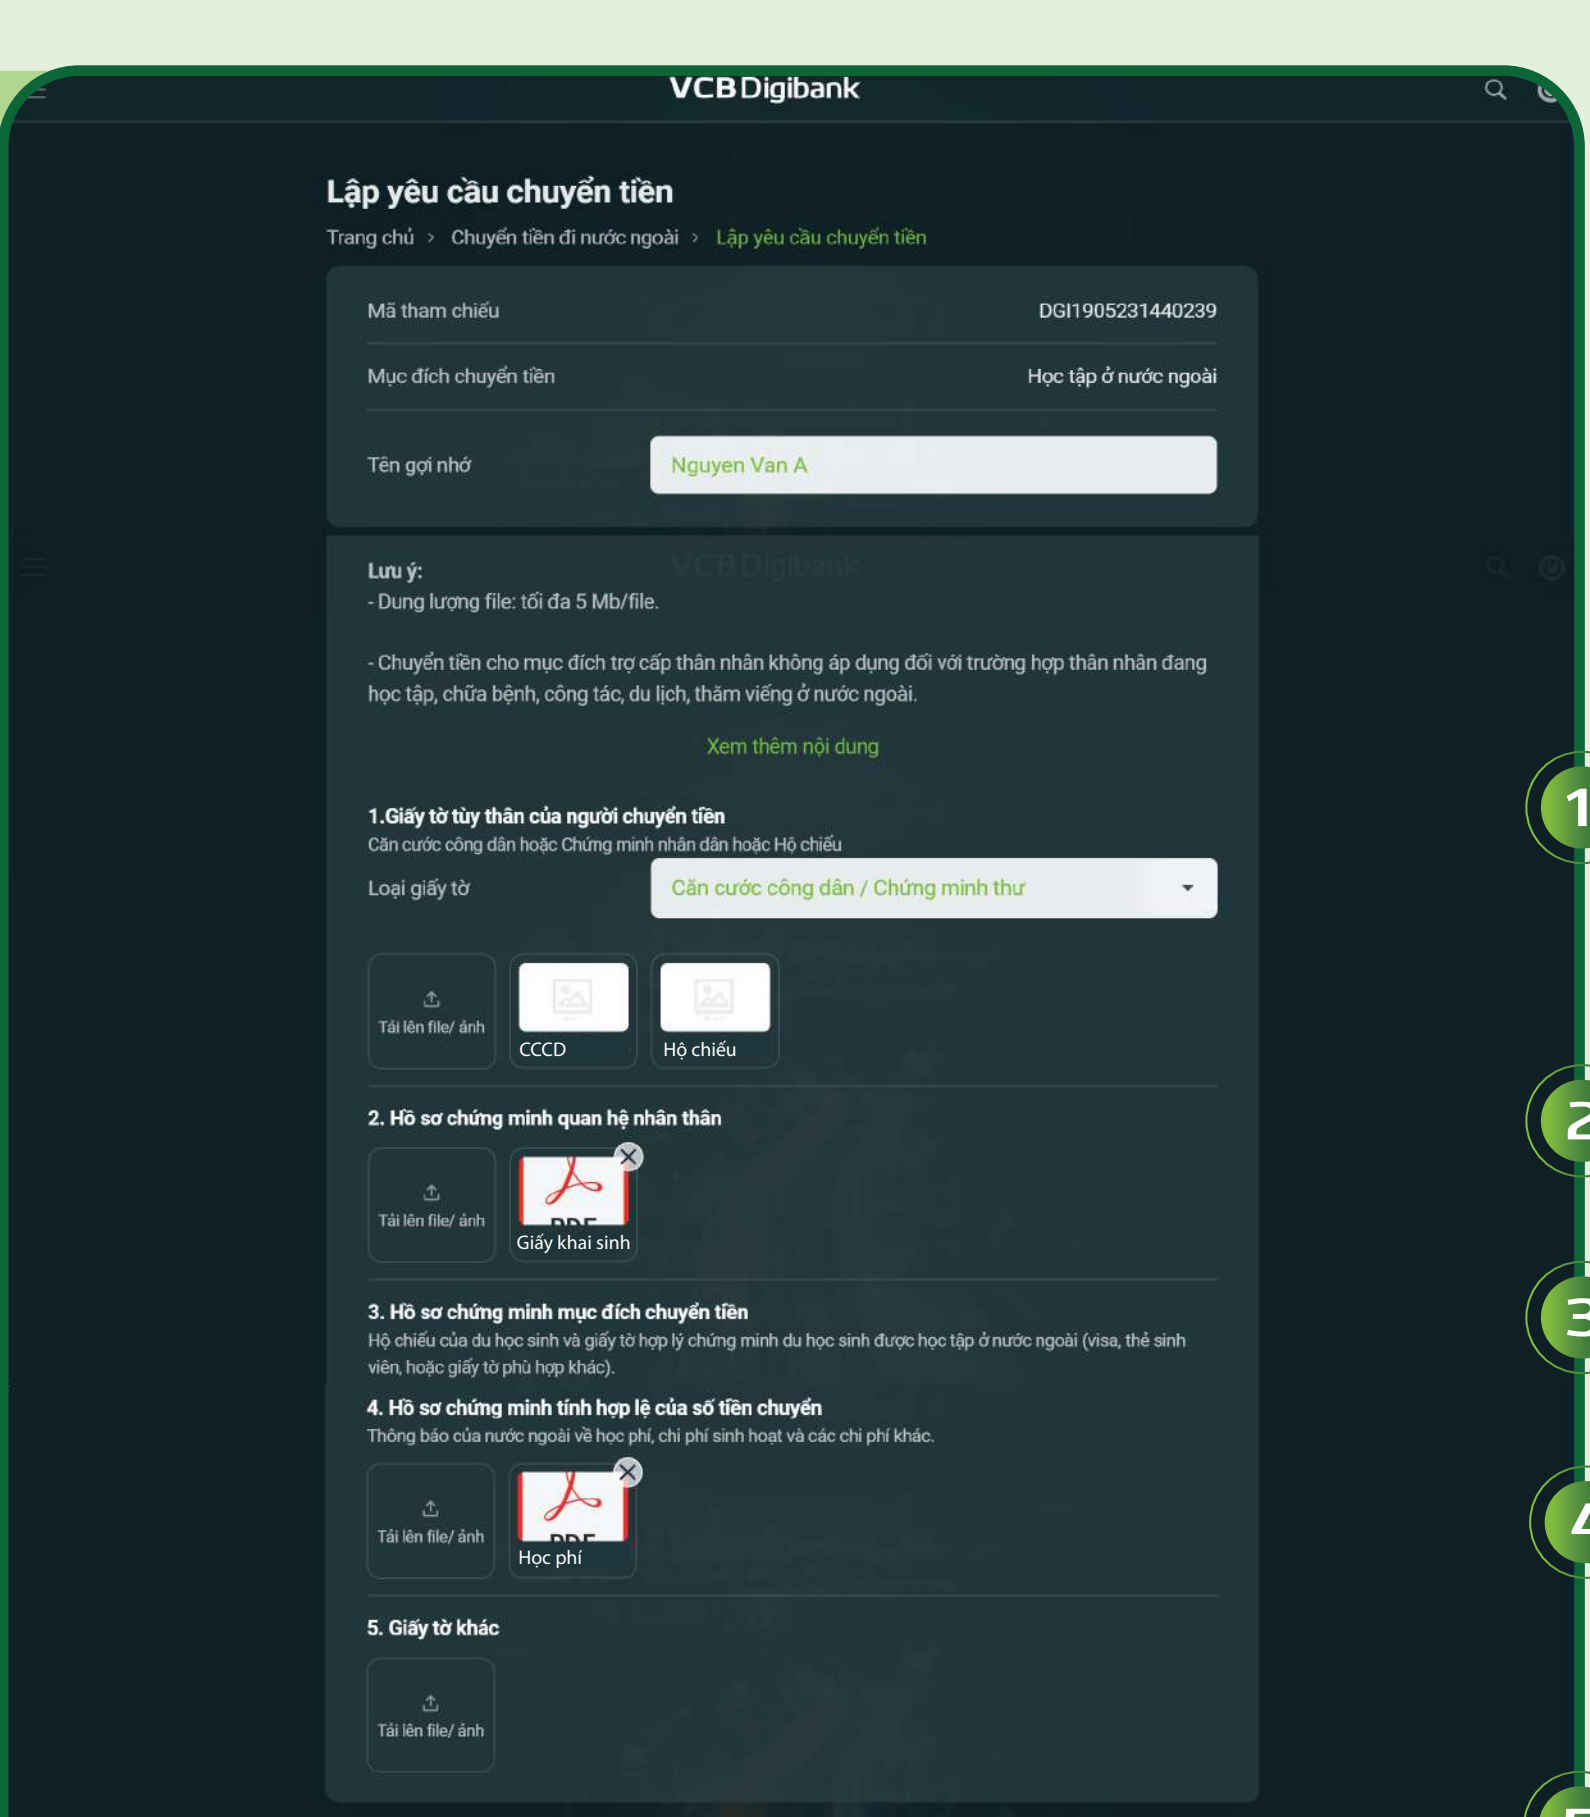 VCB Digibank
Lập yêu cầu chuyển tiền
Trang chủ > Chuyển tiền đi nước ngoài > Lập yêu cầu chuyển tiền
Mã tham chiếu DGI1905231440239
Mục đích chuyển tiền Học tập ở nước ngoài
Tên gợi nhớ Nguyen Van A
VCB Digibank
Lưu ý:
- Dung lượng file: tối đa 5 Mb/file.
- Chuyển tiền cho mục đích trợ cấp thân nhân không áp dụng đối với trường hợp thân nhân đang
học tập, chữa bệnh, công tác, du lịch, thăm viếng ở nước ngoài.
Xem thêm nội dung
1
1.Giấy tờ tùy thân của người chuyển tiền
Căn cước công dân hoặc Chứng minh nhân dân hoặc Hộ chiếu
Loại giấy tờ Căn cước công dân / Chứng minh thư
Tải lên file/ ảnh
CCCD
Hộ chiếu
2
2. Hồ sơ chứng minh quan hệ nhân thân
Tải lên file/ ảnh
PDF
Giấy khai sinh
3
3. Hồ sơ chứng minh mục đích chuyển tiền
Hộ chiếu của du học sinh và giấy tờ hợp lý chứng minh du học sinh được học tập ở nước ngoài (visa, thẻ sinh
viên, hoặc giấy tờ phù hợp khác).
4. Hồ sơ chứng minh tính hợp lệ của số tiền chuyển
Thông báo của nước ngoài về học phí, chi phí sinh hoạt và các chi phí khác.
4
Tải lên file/ ảnh
PDF
Học phí
5. Giấy tờ khác
Tải lên file/ ảnh
5